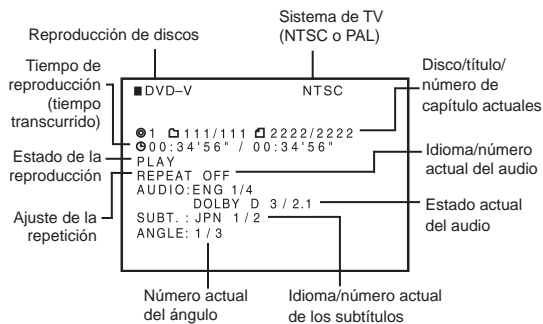 Sistema de TV
(NTSC o PAL)
Reproducción de discos
Tiempo de
reproducción
(tiempo
transcurrido)
Disco/título/
número de
capítulo actuales
DVD–V NTSC
1 111/111 2222/2222
00:34'56" / 00:34'56"
PLAY
REPEAT OFF
AUDIO:ENG 1/4
DOLBY D 3/2.1
SUBT. : JPN 1/2
ANGLE: 1/3
Estado de la
reproducción
Ajuste de la
repetición
Idioma/número
actual del audio
Estado actual
del audio
Número actual
del ángulo
Idioma/número actual
de los subtítulos